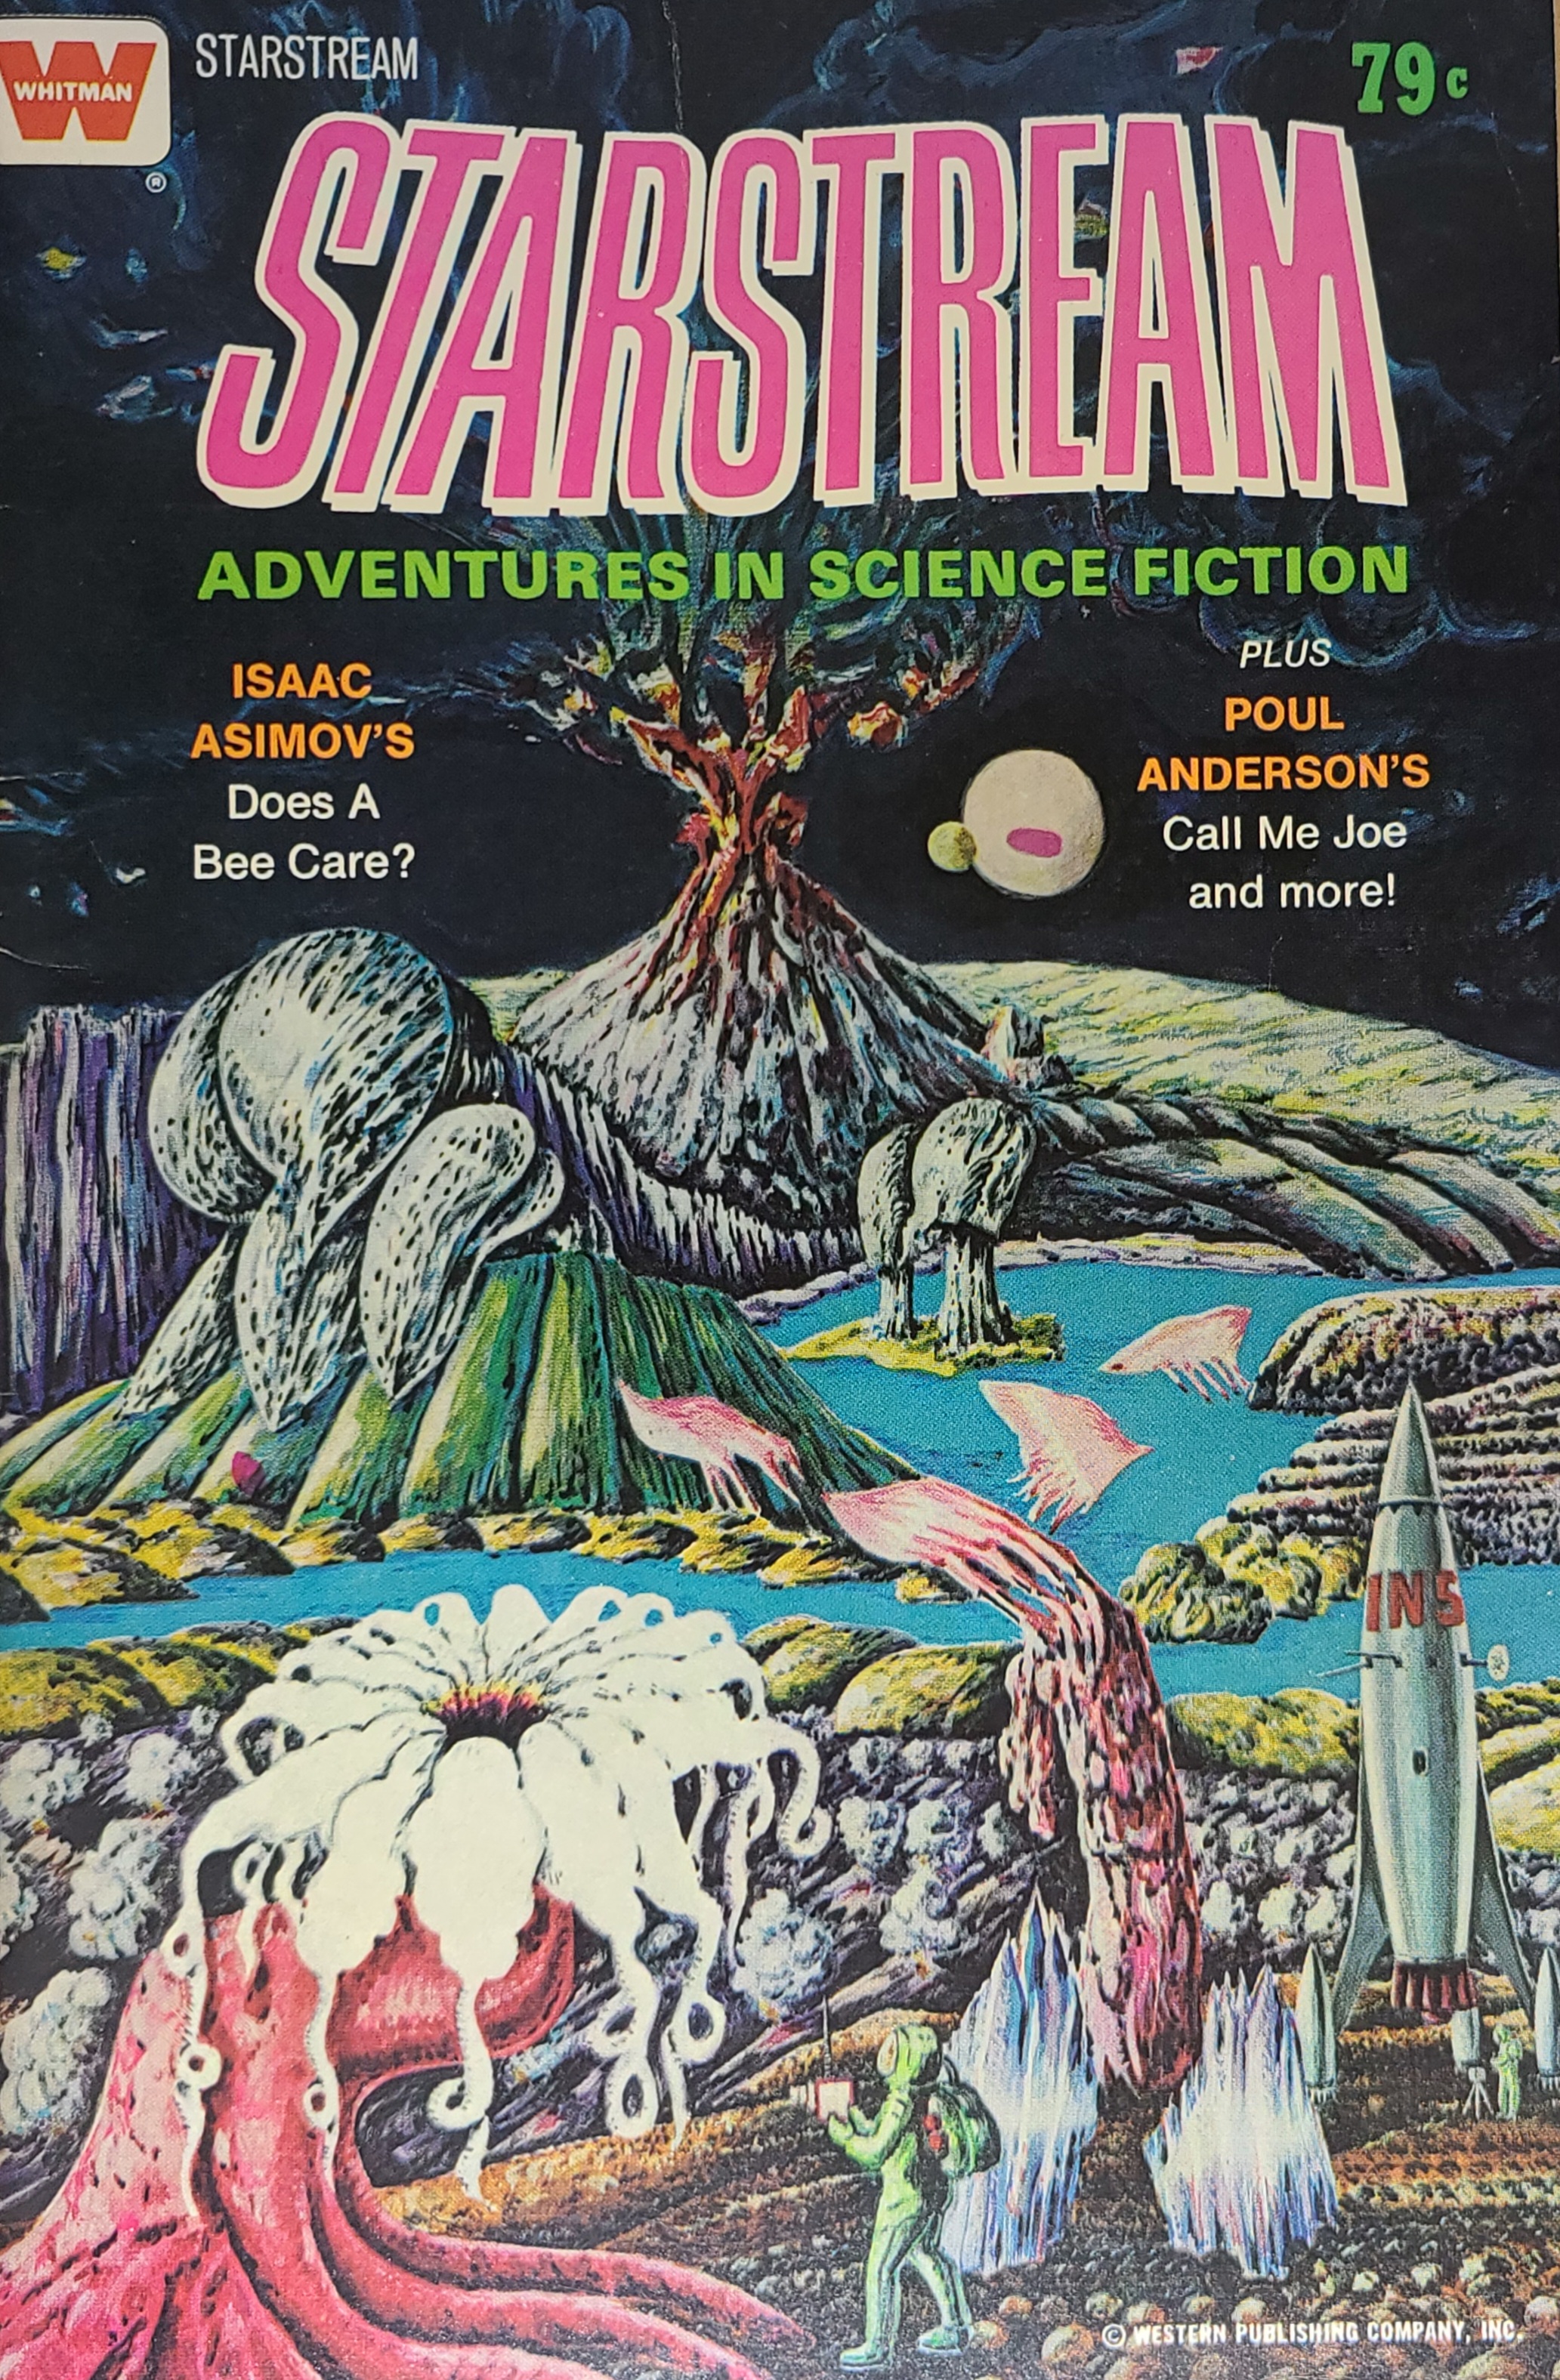 WHITMAN
®
STARSTREAM
79c
STARSTREAM
ADVENTURES IN SCIENCE FICTION
ISAAC
ASIMOV'S
Does A
Bee Care?
PLUS
POUL
ANDERSON'S
Call Me Joe
and more!
INS
© WESTERN PUBLISHING COMPANY, INC.